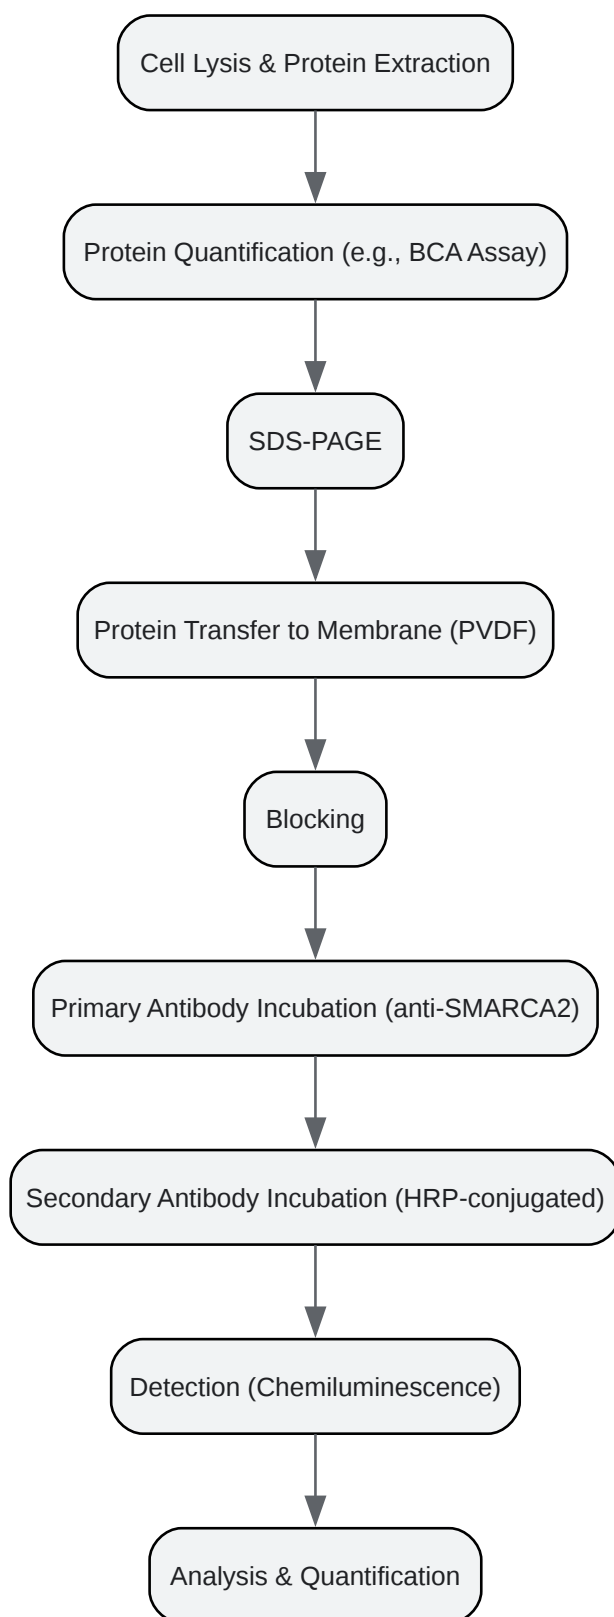 Cell Lysis & Protein Extraction
Protein Quantification (e.g., BCA Assay)
SDS-PAGE
Protein Transfer to Membrane (PVDF)
Blocking
Primary Antibody Incubation (anti-SMARCA2)
Secondary Antibody Incubation (HRP-conjugated)
Detection (Chemiluminescence)
Analysis & Quantification